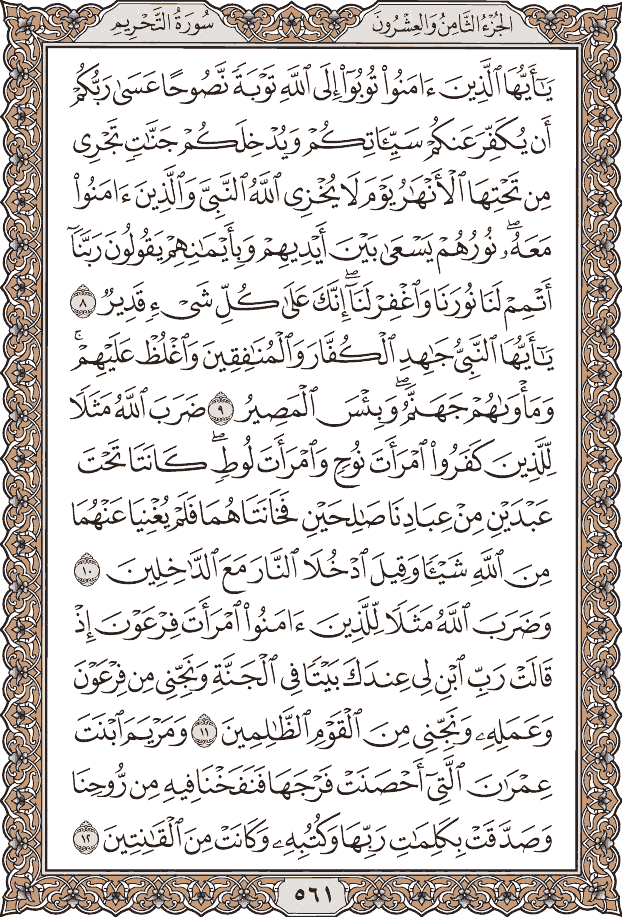 الجزء الثامن والعشرون
سورة التحريم
يَـٰٓأَيُّهَا ٱلَّذِينَ ءَامَنُوا۟ تُوبُوٓا۟ إِلَى ٱللَّهِ تَوْبَةً نَّصُوحًا عَسَىٰ رَبُّكُمْ
أَن يُكَفِّرَ عَنكُمْ سَيِّـَٔاتِكُمْ وَيُدْخِلَكُمْ جَنَّـٰتٍ تَجْرِى
مِن تَحْتِهَا ٱلْأَنْهَـٰرُ يَوْمَ لَا يُخْزِى ٱللَّهُ ٱلنَّبِىَّ وَٱلَّذِينَ ءَامَنُوا۟
مَعَهُۥ ۖ نُورُهُمْ يَسْعَىٰ بَيْنَ أَيْدِيهِمْ وَبِأَيْمَـٰنِهِمْ يَقُولُونَ رَبَّنَآ
أَتْمِمْ لَنَا نُورَنَا وَٱغْفِرْ لَنَآ ۖ إِنَّكَ عَلَىٰ كُلِّ شَىْءٍ قَدِيرٌ ٨
يَـٰٓأَيُّهَا ٱلنَّبِىُّ جَـٰهِدِ ٱلْكُفَّارَ وَٱلْمُنَـٰفِقِينَ وَٱغْلُظْ عَلَيْهِمْ ۚ
وَمَأْوَىٰهُمْ جَهَنَّمُ ۖ وَبِئْسَ ٱلْمَصِيرُ ٩ ضَرَبَ ٱللَّهُ مَثَلًا
لِّلَّذِينَ كَفَرُوا۟ ٱمْرَأَتَ نُوحٍ وَٱمْرَأَتَ لُوطٍ ۖ كَانَتَا تَحْتَ
عَبْدَيْنِ مِنْ عِبَادِنَا صَـٰلِحَيْنِ فَخَانَتَاهُمَا فَلَمْ يُغْنِيَا عَنْهُمَا
مِنَ ٱللَّهِ شَيْـًٔا وَقِيلَ ٱدْخُلَا ٱلنَّارَ مَعَ ٱلدَّٰخِلِينَ ١٠
وَضَرَبَ ٱللَّهُ مَثَلًا لِّلَّذِينَ ءَامَنُوا۟ ٱمْرَأَتَ فِرْعَوْنَ إِذْ
قَالَتْ رَبِّ ٱبْنِ لِى عِندَكَ بَيْتًا فِى ٱلْجَنَّةِ وَنَجِّنِى مِن فِرْعَوْنَ
وَعَمَلِهِۦ وَنَجِّنِى مِنَ ٱلْقَوْمِ ٱلظَّـٰلِمِينَ ١١ وَمَرْيَمَ ٱبْنَتَ
عِمْرَٰنَ ٱلَّتِىٓ أَحْصَنَتْ فَرْجَهَا فَنَفَخْنَا فِيهِ مِن رُّوحِنَا
وَصَدَّقَتْ بِكَلِمَـٰتِ رَبِّهَا وَكُتُبِهِۦ وَكَانَتْ مِنَ ٱلْقَـٰنِتِينَ ١٢
٥٦١